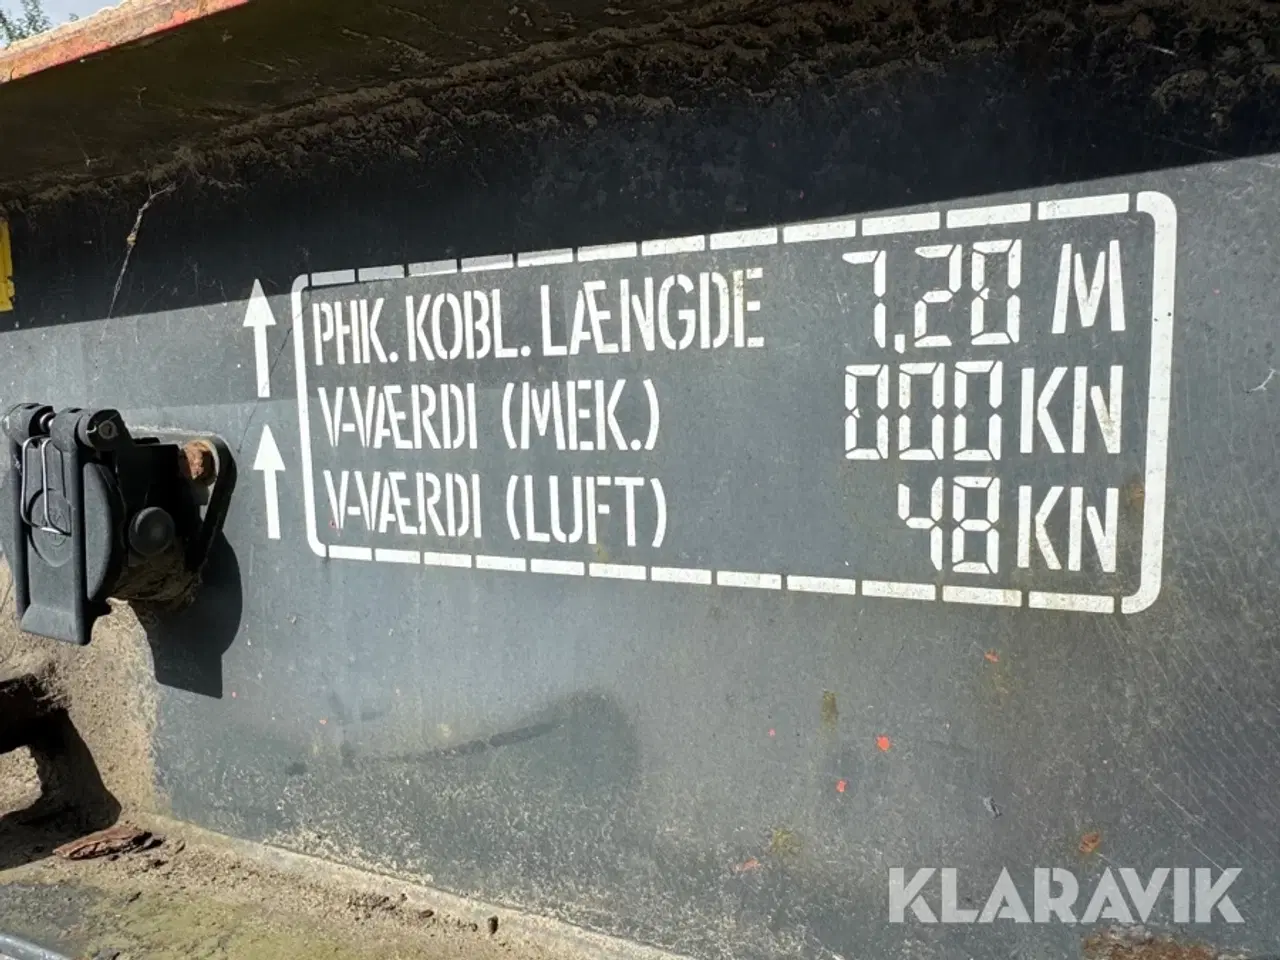 PHK. KOBL. LÆNGDE 7.20 M
V-VÆRDI (MEK.) 000 KN
V-VÆRDI (LUFT) 48 KN
KLARAVIK